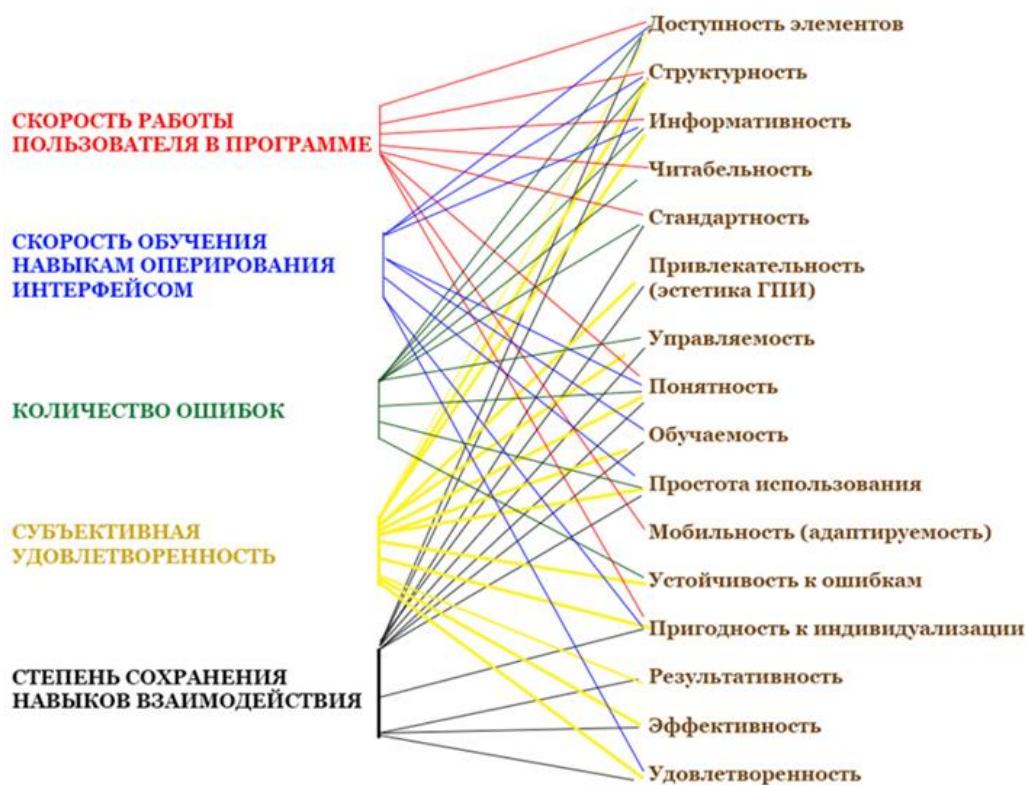 СКОРОСТЬ РАБОТЫ
ПОЛЬЗОВАТЕЛЯ В ПРОГРАММЕ
СКОРОСТЬ ОБУЧЕНИЯ
НАВЫКАМ ОПЕРИРОВАНИЯ
ИНТЕРФЕЙСОМ
КОЛИЧЕСТВО ОШИБОК
СУБЪЕКТИВНАЯ
УДОВЛЕТВОРЕННОСТЬ
СТЕПЕНЬ СОХРАНЕНИЯ
НАВЫКОВ ВЗАИМОДЕЙСТВИЯ
Доступность элементов
Структурность
Информативность
Читабельность
Стандартность
Привлекательность
(эстетика ГПИ)
Управляемость
Понятность
Обучаемость
Простота использования
Мобильность (адаптируемость)
Устойчивость к ошибкам
Пригодность к индивидуализации
Результативность
Эффективность
Удовлетворенность